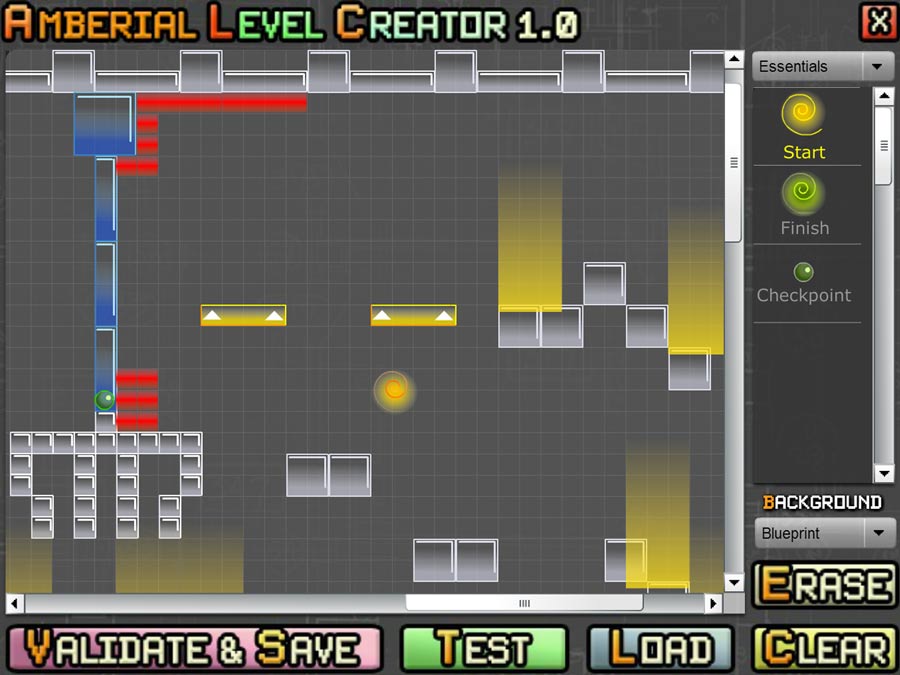 AMBERIAL LEVEL CREATOR 1.0
X
Essentials
Start
Finish
Checkpoint
BACKGROUND
Blueprint
ERASE
VALIDATE & SAVE
TEST
LOAD
CLEAR